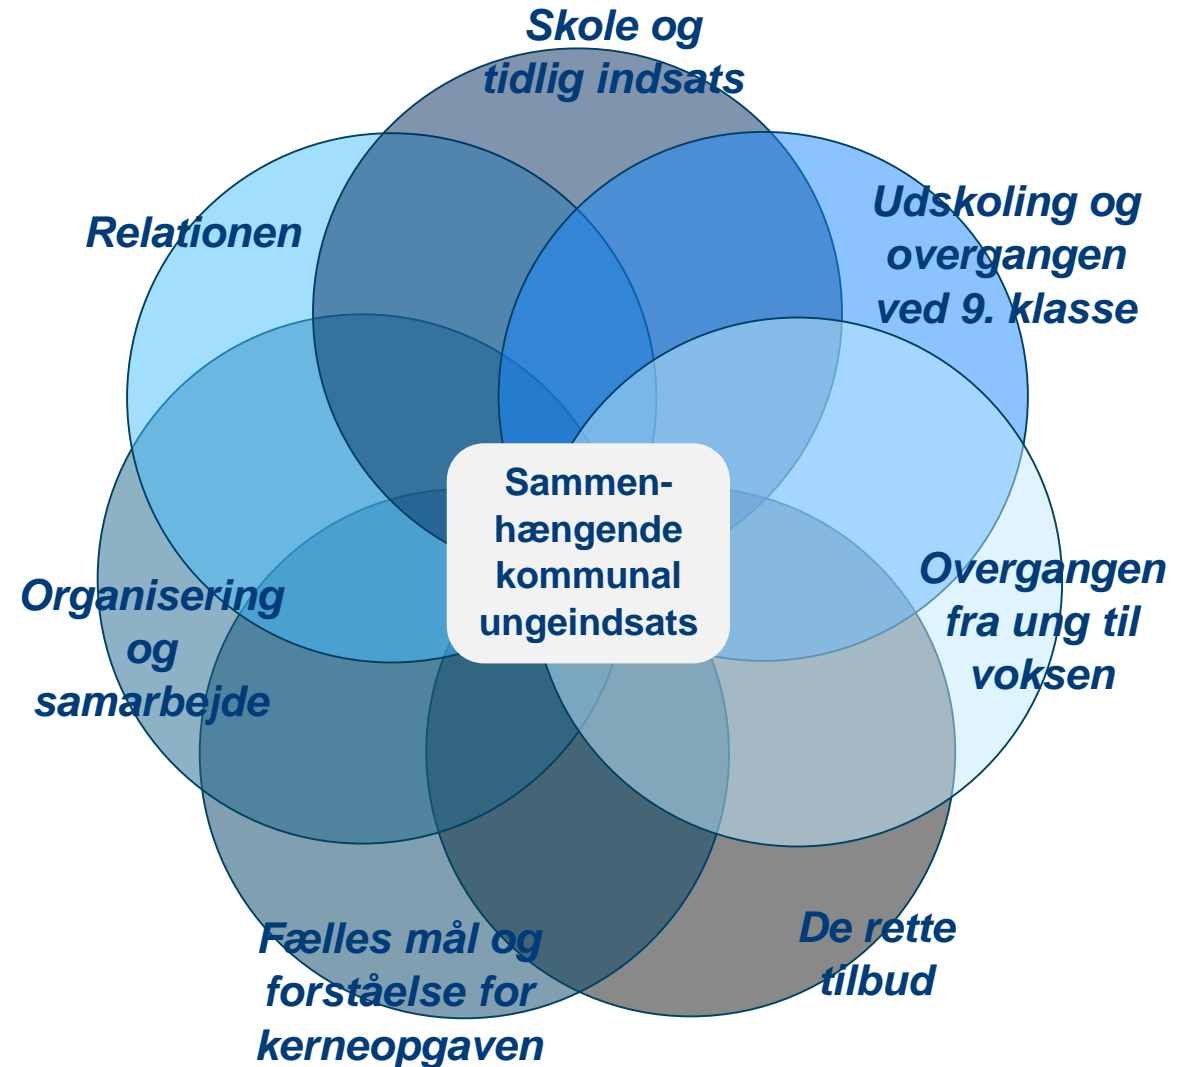 Skole og
tidlig indsats
Udskoling og
overgangen
ved 9. klasse
Relationen
Sammen-
hængende
kommunal
ungeindsats
Overgangen
fra ung til
voksen
Organisering
og
samarbejde
De rette
tilbud
Fælles mål og
forståelse for
kerneopgaven